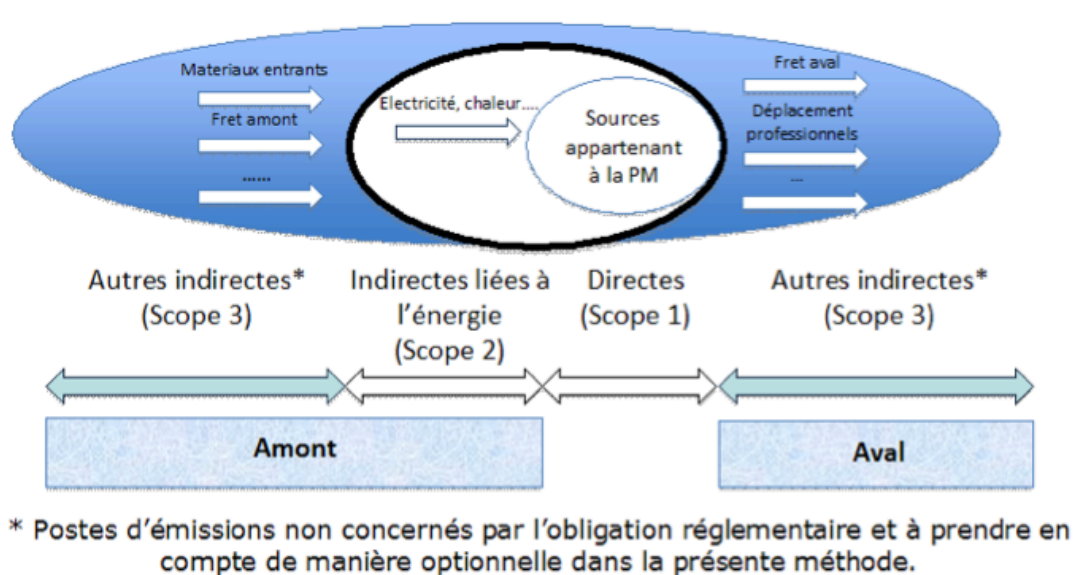 Materiaux entrants
Fret amont
......
Electricité, chaleur....
Sources
appartenant
à la PM
Fret aval
Déplacement
professionnels
...
Autres indirectes*
(Scope 3)
Indirectes liées à
l'énergie
(Scope 2)
Directes
(Scope 1)
Autres indirectes*
(Scope 3)
Amont
Aval
* Postes d'émissions non concernés par l'obligation réglementaire et à prendre en
compte de manière optionnelle dans la présente méthode.